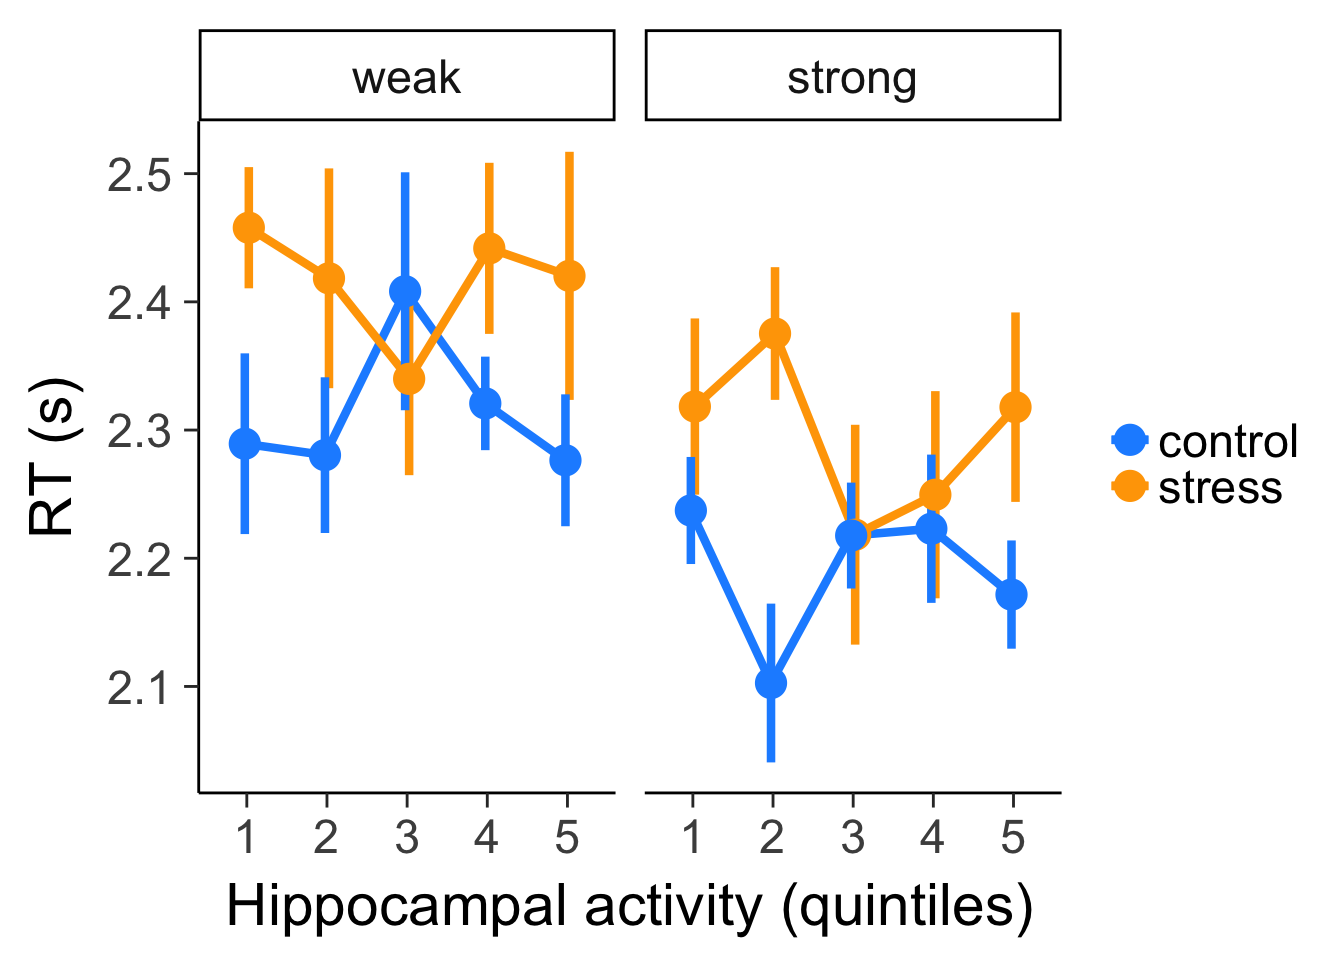 weak
strong
RT (s)
2.5
2.4
2.3
2.2
2.1
1 2 3 4 5
1 2 3 4 5
Hippocampal activity (quintiles)
control
stress